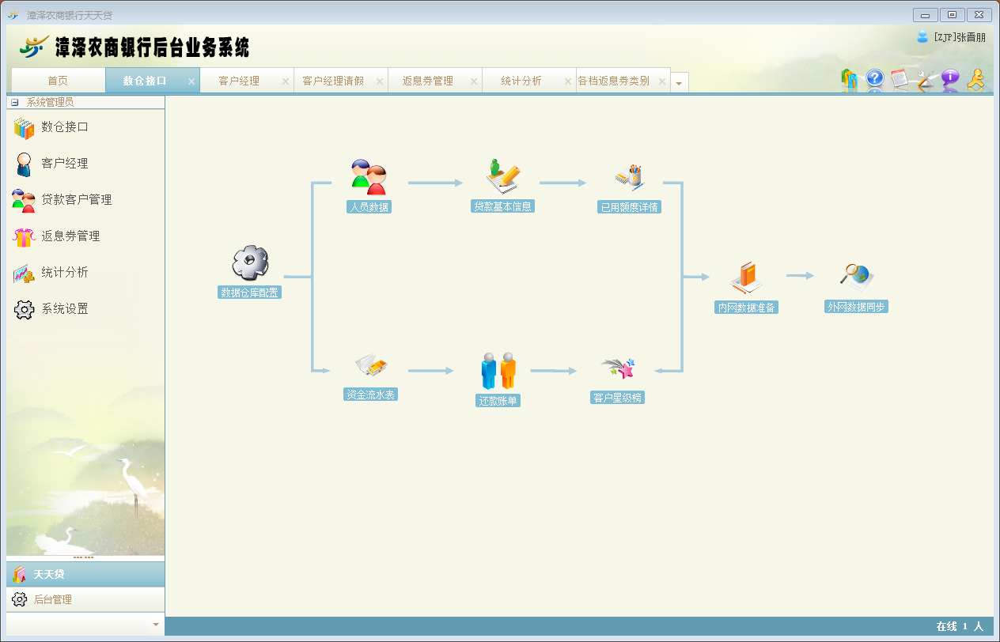 漳泽农商银行天天贷
漳泽农商银行后台业务系统
[ZJP]张晋朋
首页
数仓接口
客户经理
客户经理请假
返息券管理
统计分析
各档返息券类别
系统管理员
数仓接口
客户经理
贷款客户管理
返息券管理
统计分析
系统设置
人员数据
贷款基本信息
已用额度详情
数据仓库配置
内网数据准备
外网数据同步
资金流水表
还款账单
客户星级榜
天天贷
后台管理
在线 1 人